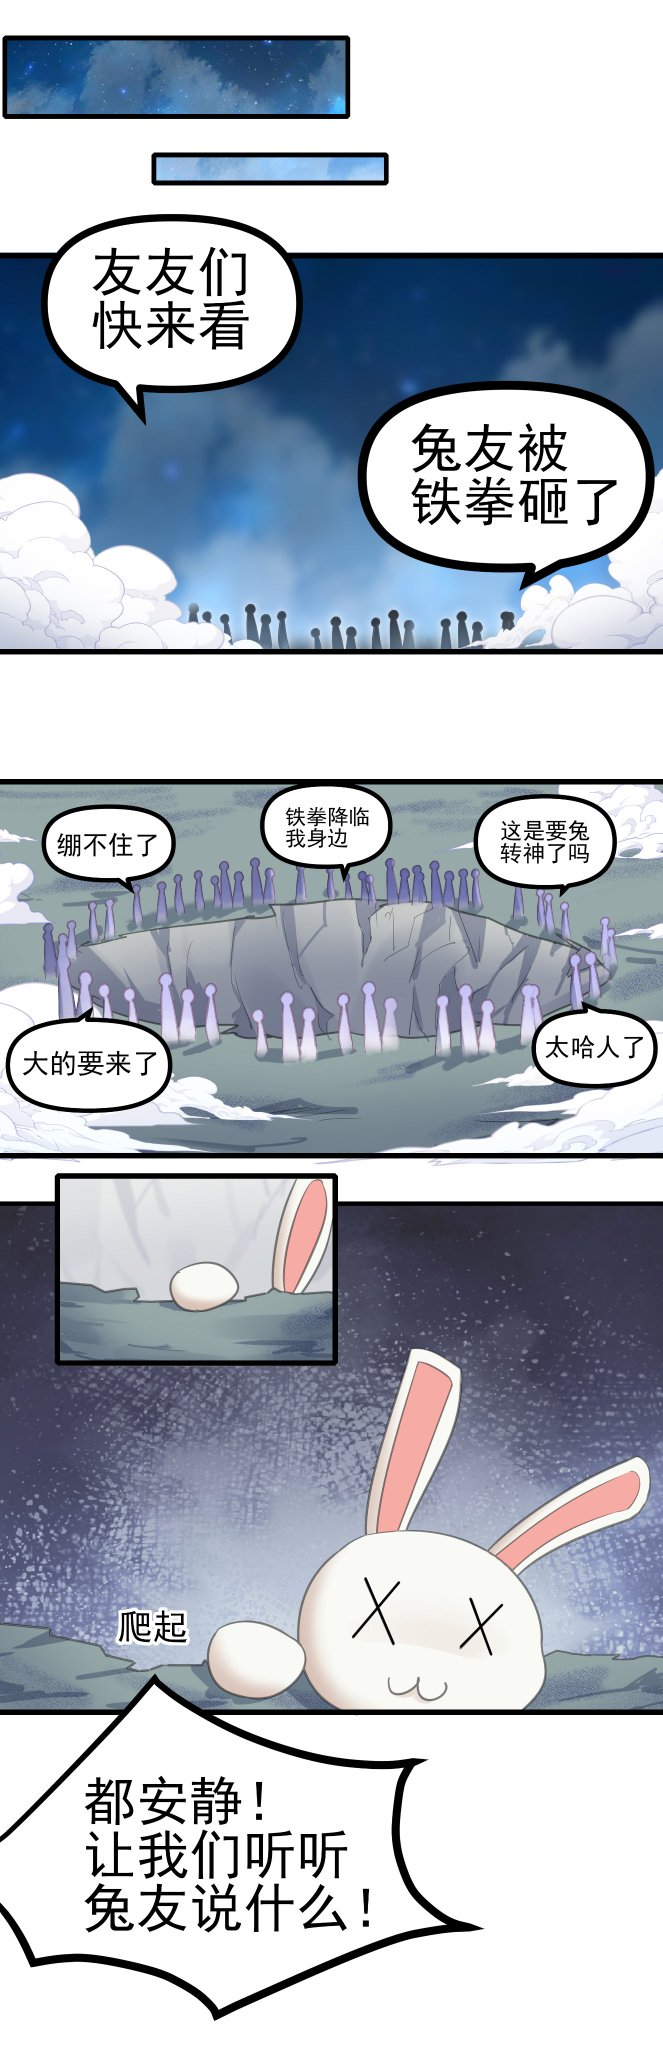 友友们
快来看
兔友被
铁拳砸了
绷不住了
铁拳降临
我身边
这是要兔
转神了吗
大的要来了
太哈人了
爬起
都安静！
让我们听听
兔友说什么！